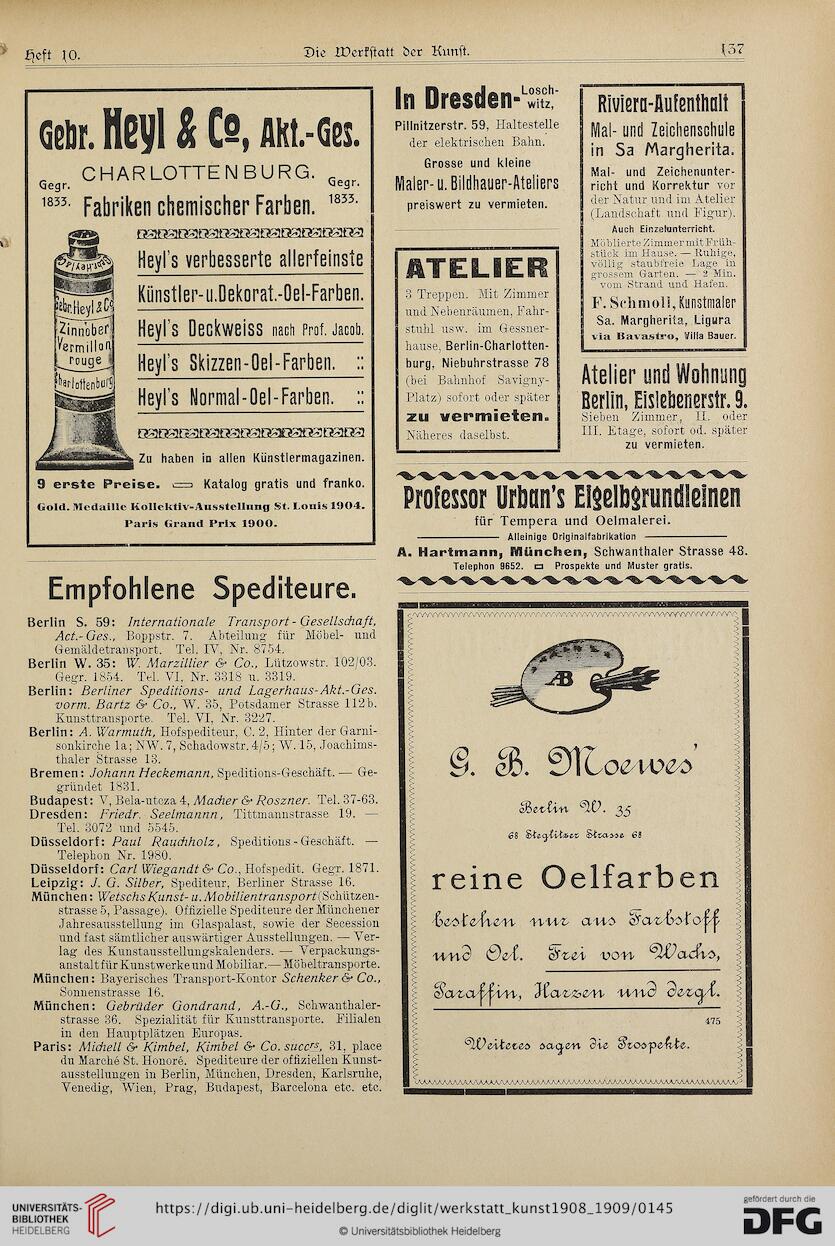 Heft 10.
Die Werkstatt der Kunst.
137
Gebr. Heyl & Co, Akt.-Ges.
CHARLOTTENBURG.
Gegr. 1833.
Gegr. 1833.
Fabriken chemischer Farben.
Gebr. Heyl & Co
Zinnober
Vermillon
rouge
Charlottenburg
Heyl's verbesserte allerfeinste
Künstler-u.Dekorat.-Oel-Farben.
Heyl's Deckweiss nach Prof. Jacob.
Heyl's Skizzen-Oel-Farben. ::
Heyl's Normal-Oel-Farben. ::
Zu haben in allen Künstlermagazinen.
9 erste Preise. Katalog gratis und franko.
Gold. Medaille Kollektiv-Ausstellung St. Louis 1904.
Paris Grand Prix 1900.
Empfohlene Spediteure.
Berlin S. 59: Internationale Transport-Gesellschaft,
Act.-Ges., Boppstr. 7. Abteilung für Möbel- und
Gemäldetransport. Tel. IV, Nr. 8754.
Berlin W. 35: W. Marzillier & Co., Lützowstr. 102/03.
Gegr. 1854. Tel. VI, Nr. 3318 u. 3319.
Berlin: Berliner Speditions- und Lagerhaus-Akt.-Ges.
vorm. Bartz & Co., W. 35, Potsdamer Strasse 112b.
Kunsttransporte. Tel. VI, Nr. 3227.
Berlin: A. Warmuth, Hofspediteur, C. 2, Hinter der Garni-
sonkirche 1a; NW. 7, Schadowstr. 4/5; W. 15, Joachims-
thaler Strasse 13.
Bremen: Johann Heckemann, Speditions-Geschäft. — Ge-
gründet 1831.
Budapest: V, Bela-utcza 4, Macher & Roszner. Tel. 37-63.
Dresden: Friedr. Seelmannn, Tittmannstrasse 19. —
Tel. 3072 und 5545.
Düsseldorf: Paul Rauchholz, Speditions-Geschäft. —
Telephon Nr. 1980.
Düsseldorf: Carl Wiegandt & Co., Hofspedit. Gegr. 1871.
Leipzig: J. G. Silber, Spediteur, Berliner Strasse 16.
München: Wetschs Kunst- u. Mobilientransport (Schützen-
strasse 5, Passage). Offizielle Spediteure der Münchener
Jahresausstellung im Glaspalast, sowie der Secession
und fast sämtlicher auswärtiger Ausstellungen. — Ver-
lag des Kunstausstellungskalenders. — Verpackungs-
anstalt für Kunstwerke und Mobiliar. — Möbeltransporte.
München: Bayerisches Transport-Kontor Schenker & Co.,
Sonnenstrasse 16.
München: Gebrüder Gondrand, A.-G., Schwanthaler-
strasse 36. Spezialität für Kunsttransporte. Filialen
in den Hauptplätzen Europas.
Paris: Michell & Kimbel, Kimbel & Co. succrs, 31, place
du Marché St. Honoré. Spediteure der offiziellen Kunst-
ausstellungen in Berlin, München, Dresden, Karlsruhe,
Venedig, Wien, Prag, Budapest, Barcelona etc. etc.
In Dresden-Loschwitz,
Pillnitzerstr. 59, Haltestelle
der elektrischen Bahn.
Grosse und kleine
Maler- u. Bildhauer-Ateliers
preiswert zu vermieten.
ATELIER
3 Treppen. Mit Zimmer
und Nebenräumen, Fahr-
stuhl usw. im Gessner-
hause, Berlin-Charlotten-
burg, Niebuhrstrasse 78
(bei Bahnhof Savigny-
Platz) sofort oder später
zu vermieten.
Näheres daselbst.
Riviera-Aufenthalt
Mal- und Zeichenschule
in Sa Margherita.
Mal- und Zeichenunter-
richt und Korrektur vor
der Natur und im Atelier
(Landschaft und Figur).
Auch Einzelunterricht.
Möblierte Zimmer mit Früh-
stück im Hause. — Ruhige,
völlig staubfreie Lage in
grossem Garten. — 2 Min.
vom Strand und Hafen.
F. Schmoll, Kunstmaler
Sa. Margherita, Ligura
via Bavastro, Villa Bauer.
Atelier und Wohnung
Berlin, Eislebenerstr. 9.
Sieben Zimmer, II. oder
III. Etage, sofort od. später
zu vermieten.
Professor Urban's Eigelbgrundleinen
für Tempera und Oelmalerei.
Alleinige Originalfabrikation
A. Hartmann, München, Schwanthaler Strasse 48.
Telephon 9652. Prospekte und Muster gratis.
AB
G. B. Moewes'
Berlin W. 35
68 Steglitzer Strasse 68
reine Oelfarben
bestehen nur aus Farbstoff
und Oel. Frei von Wachs,
Paraffin, Harzen und dergl.
475
Weiteres sagen die Prospekte.
UNIVERSITÄTS-
BIBLIOTHEK
HEIDELBERG
https://digi.ub.uni-heidelberg.de/diglit/werkstatt_kunst1908_1909/0145
© Universitätsbibliothek Heidelberg
gefördert durch die
DFG